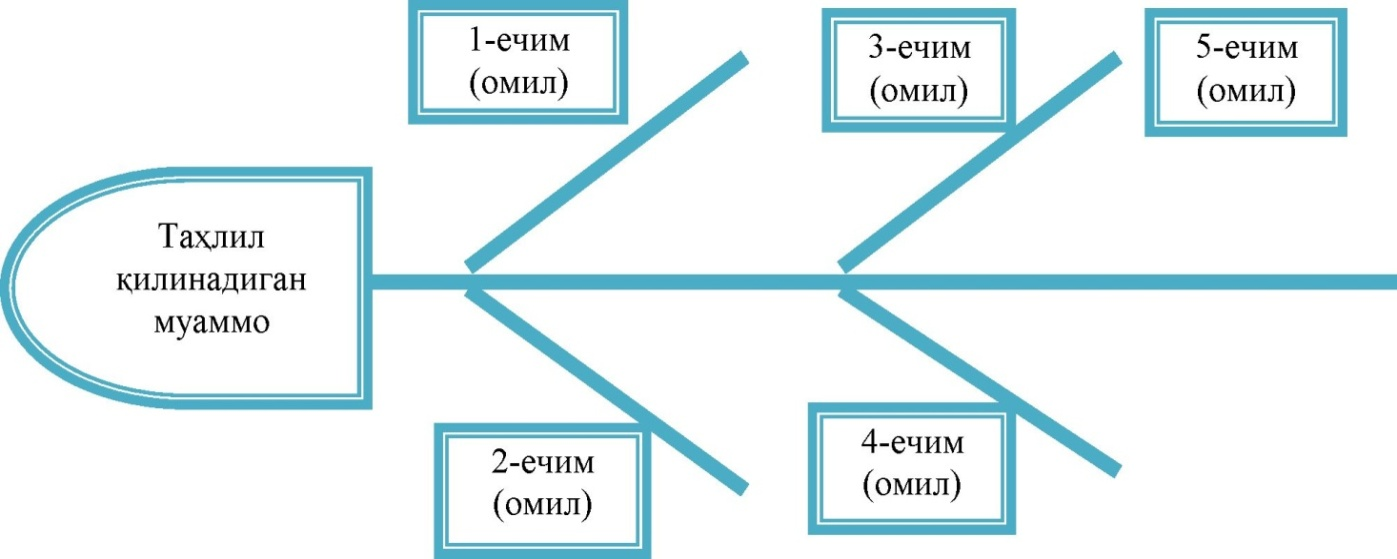 1-ечим
(омил)
3-ечим
(омил)
5-ечим
(омил)
Таҳлил
қилинадиган
муаммо
2-ечим
(омил)
4-ечим
(омил)